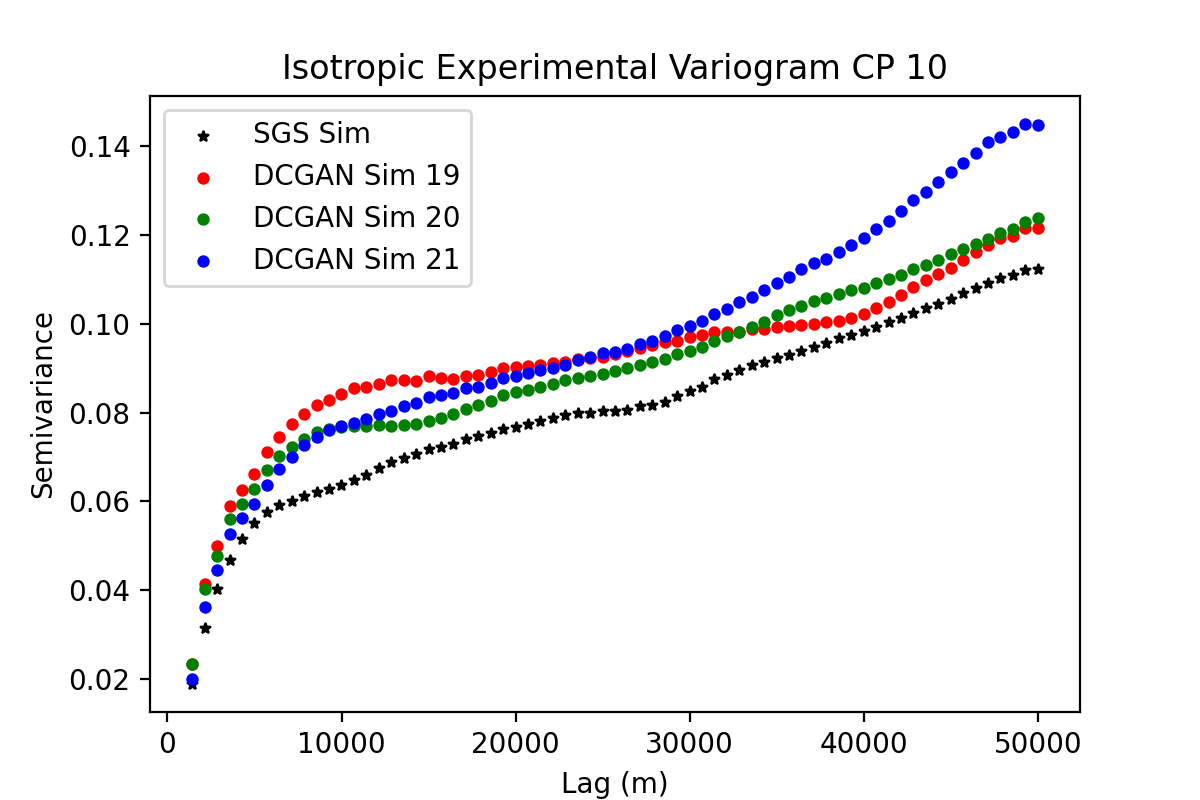 Isotropic Experimental Variogram CP 10
SGS Sim
DCGAN Sim 19
DCGAN Sim 20
DCGAN Sim 21
Semivariance
0.14
0.12
0.10
0.08
0.06
0.04
0.02
0 10000 20000 30000 40000 50000
Lag (m)